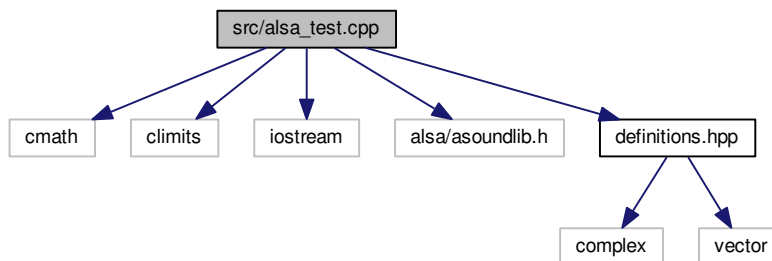 src/alsa_test.cpp
cmath
climits
iostream
alsa/asoundlib.h
definitions.hpp
complex
vector